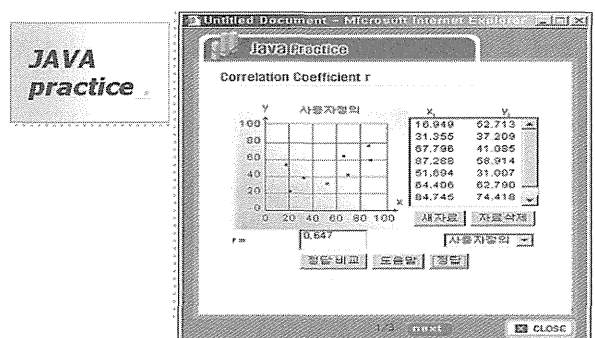 JAVA
practice
Untitled Document - Microsoft Internet Explorer
Java Practice
Correlation Coefficient r
Y 사용자정의
100
80
60
40
20
0
0 20 40 60 80 100
X
X Y
16.949 52.713
31.355 37.209
67.796 41.085
87.288 58.914
51.694 31.007
64.406 62.790
84.745 74.418
새자료 자료삭제
r = 0.647 사용자정의
정답 비교 도움말 정답
1/3 next CLOSE